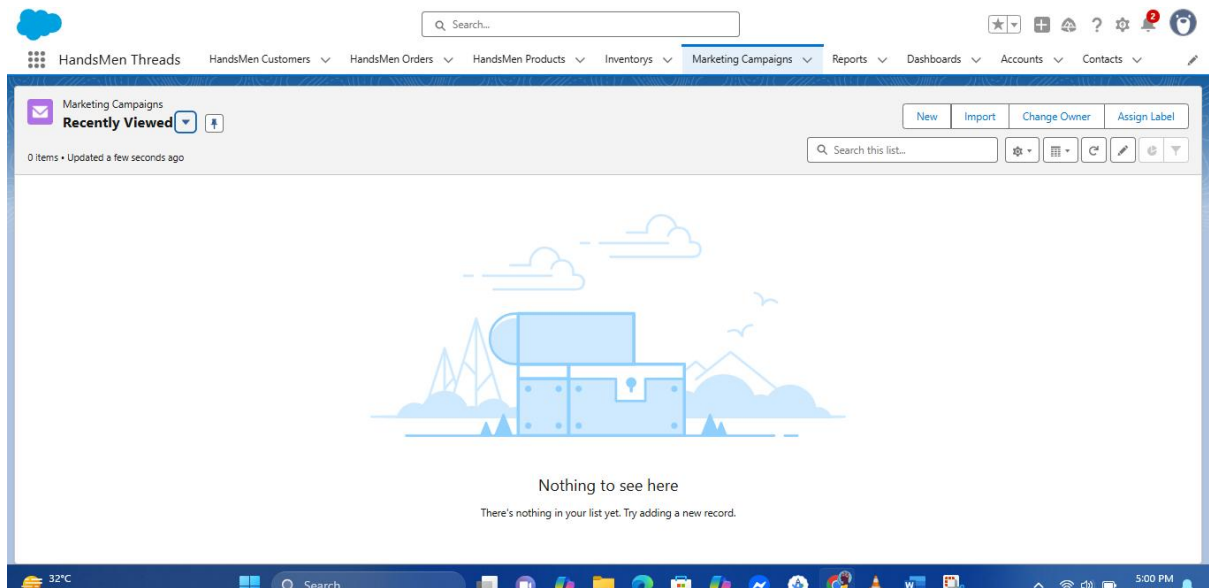 Search...
2
HandsMen Threads HandsMen Customers HandsMen Orders HandsMen Products Inventorys Marketing Campaigns Reports Dashboards Accounts Contacts
Marketing Campaigns
Recently Viewed
New Import Change Owner Assign Label
0 items • Updated a few seconds ago
Search this list...
Nothing to see here
There's nothing in your list yet. Try adding a new record.
32°C
Search
5:00 PM